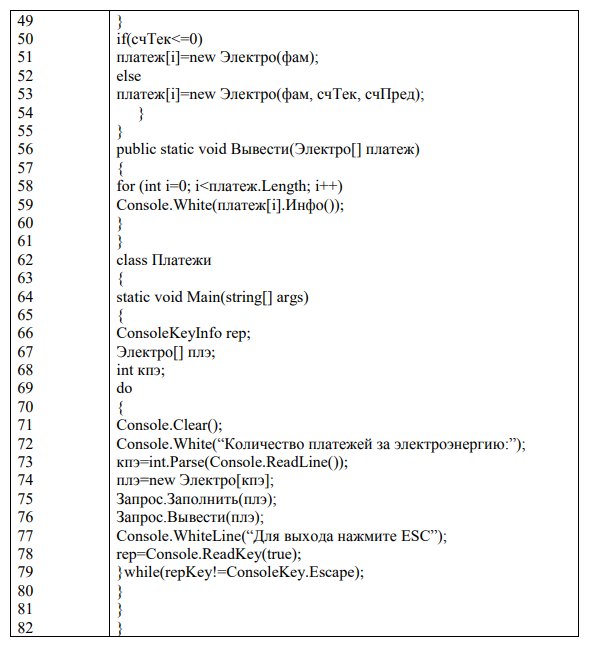 49 }
50 if(счТек<=0)
51 платеж[i]=new Электро(фам);
52 else
53 платеж[i]=new Электро(фам, счТек, счПред);
54 }
55 }
56 public static void Вывести(Электро[] платеж)
57 {
58 for (int i=0; i<платеж.Length; i++)
59 Console.White(платеж[i].Инфо());
60 }
61 }
62 class Платежи
63 {
64 static void Main(string[] args)
65 {
66 ConsoleKeyInfo rep;
67 Электро[] плэ;
68 int кпэ;
69 do
70 {
71 Console.Clear();
72 Console.White(“Количество платежей за электроэнергию:”);
73 кпэ=int.Parse(Console.ReadLine());
74 плэ=new Электро[кпэ];
75 Запрос.Заполнить(плэ);
76 Запрос.Вывести(плэ);
77 Console.WhiteLine(“Для выхода нажмите ESC”);
78 rep=Console.ReadKey(true);
79 }while(repKey!=ConsoleKey.Escape);
80 }
81 }
82 }